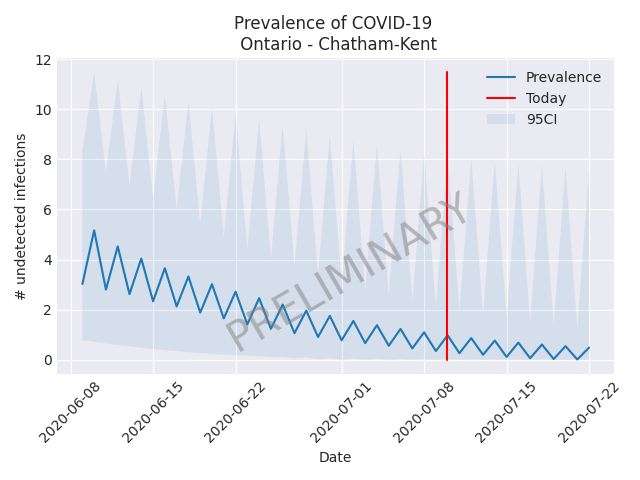 Prevalence of COVID-19
Ontario - Chatham-Kent
12
10
8
6
4
2
0
# undetected infections
Prevalence
Today
95CI
PRELIMINARY
2020-06-08
2020-06-15
2020-06-22
2020-07-01
2020-07-08
2020-07-15
2020-07-22
Date